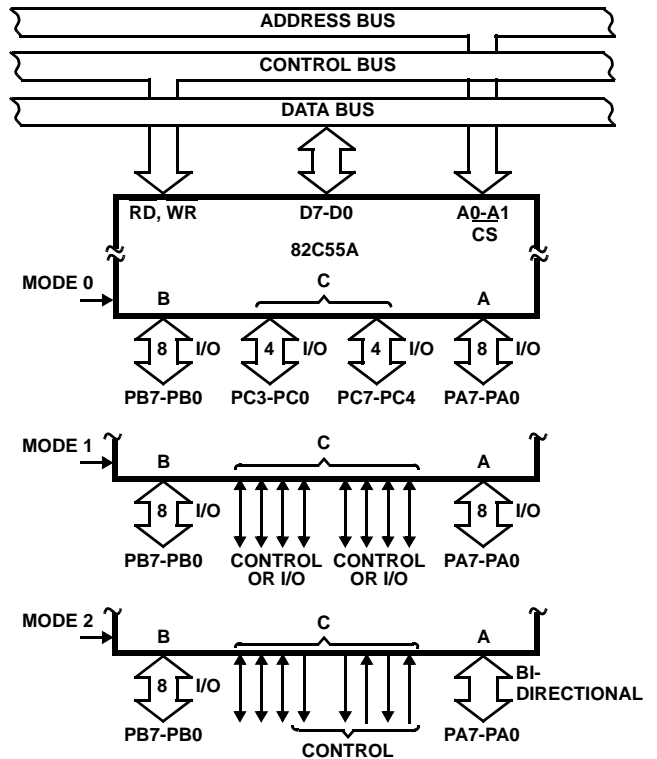 ADDRESS BUS
CONTROL BUS
DATA BUS
RD, WR D7-D0 A0-A1
CS
82C55A
MODE 0
B C A
8 I/O 4 I/O 4 I/O 8 I/O
PB7-PB0 PC3-PC0 PC7-PC4 PA7-PA0
MODE 1
B C A
8 I/O 8 I/O
PB7-PB0 CONTROL OR I/O CONTROL OR I/O PA7-PA0
MODE 2
B C A
8 I/O BI-
DIRECTIONAL
PB7-PB0 CONTROL PA7-PA0